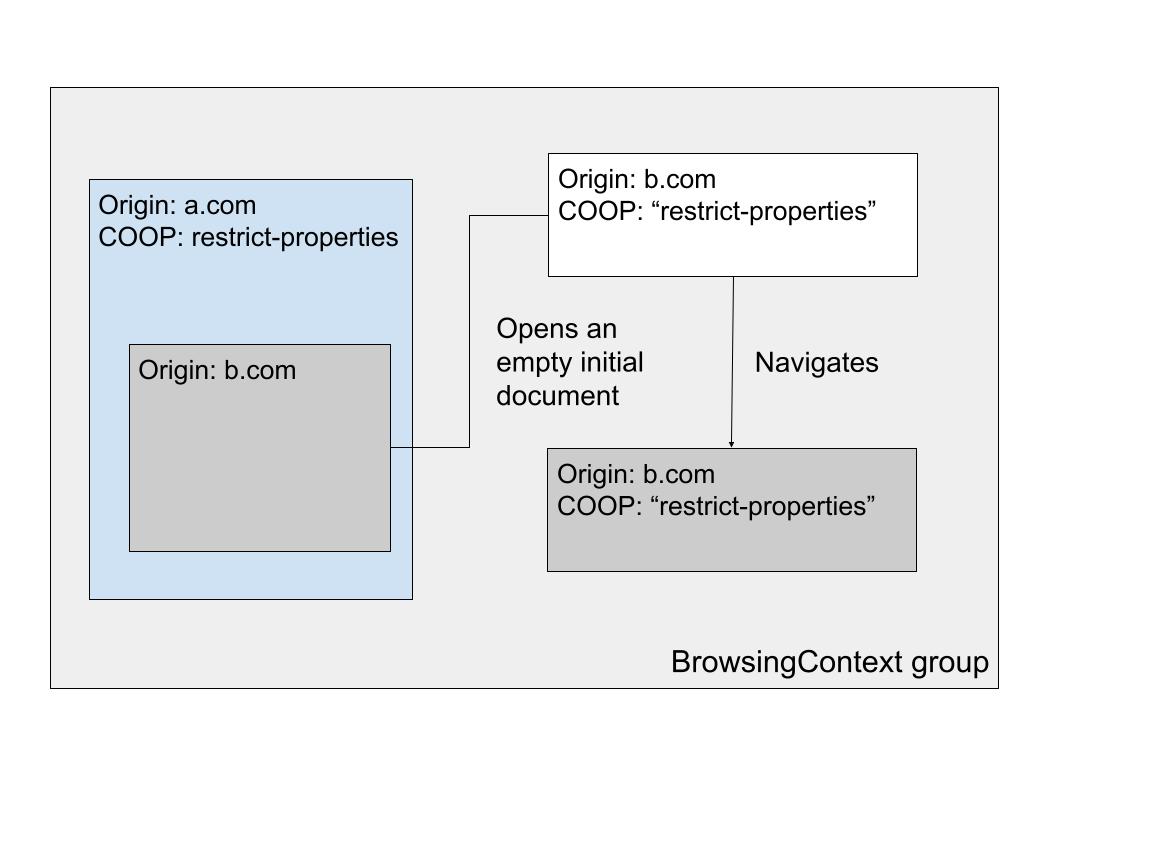 Origin: a.com
COOP: restrict-properties
Origin: b.com
Origin: b.com
COOP: “restrict-properties”
Opens an
empty initial
document
Navigates
Origin: b.com
COOP: “restrict-properties”
BrowsingContext group